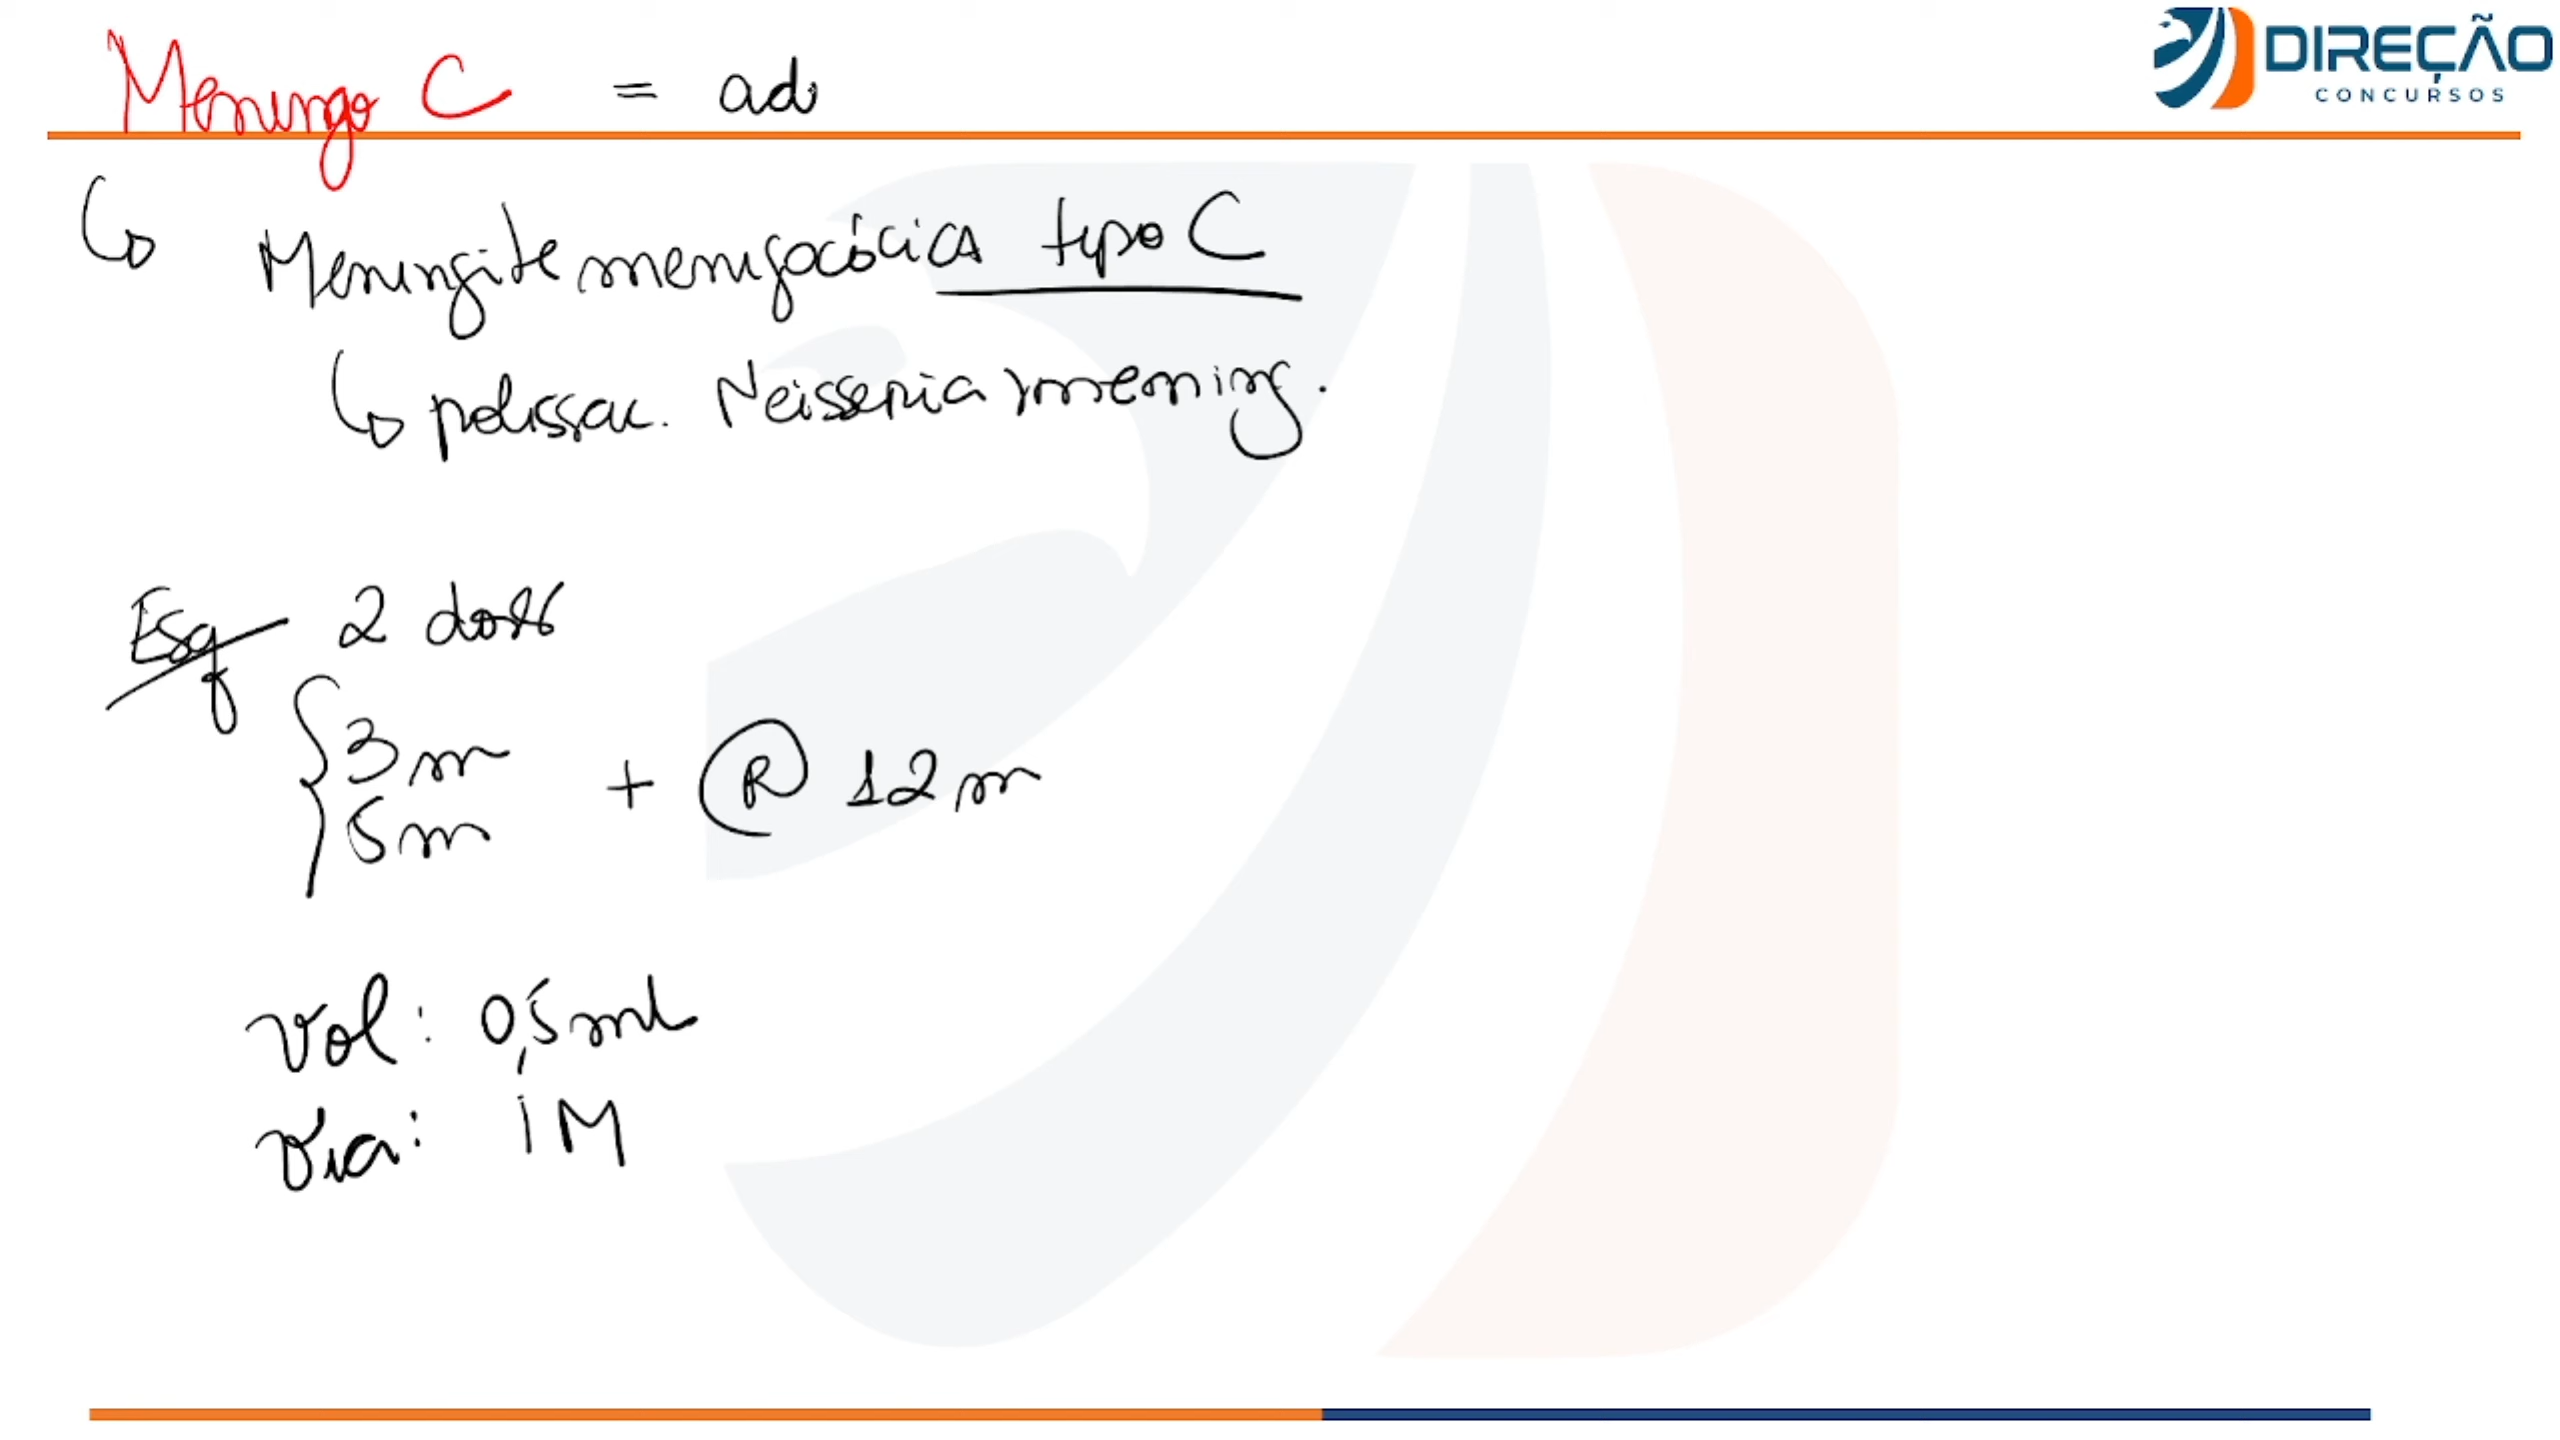 Meningo C = ad
DIREÇÃO
CONCURSOS
Meningite menigocócica tipo C
polissac. Neisseria mening.
Esq 2 doses
3m
5m + R 12m
Vol: 0,5ml
Via: IM